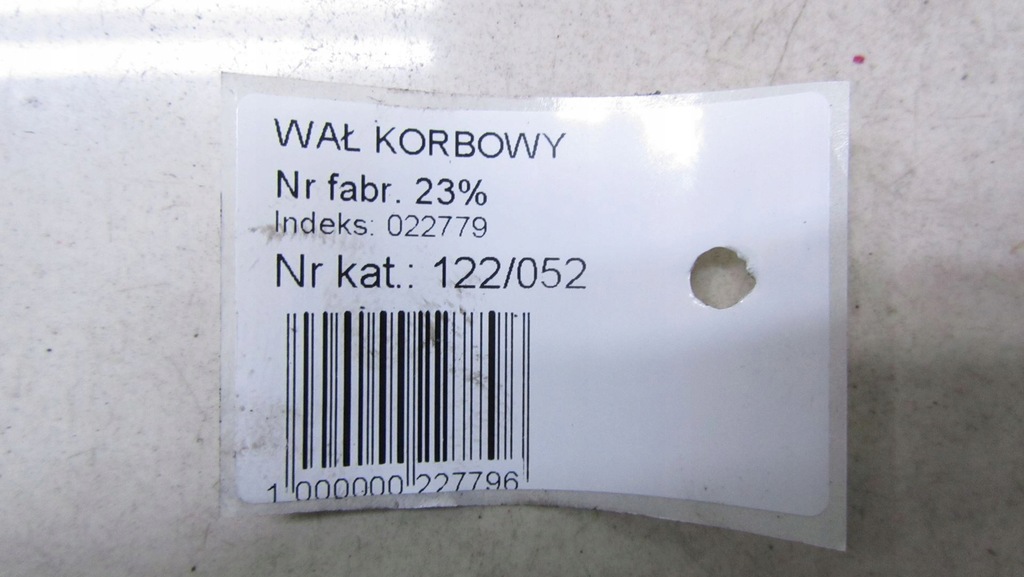 WAŁ KORBOWY
Nr fabr. 23%
Indeks: 022779
Nr kat.: 122/052
1 000000 227796